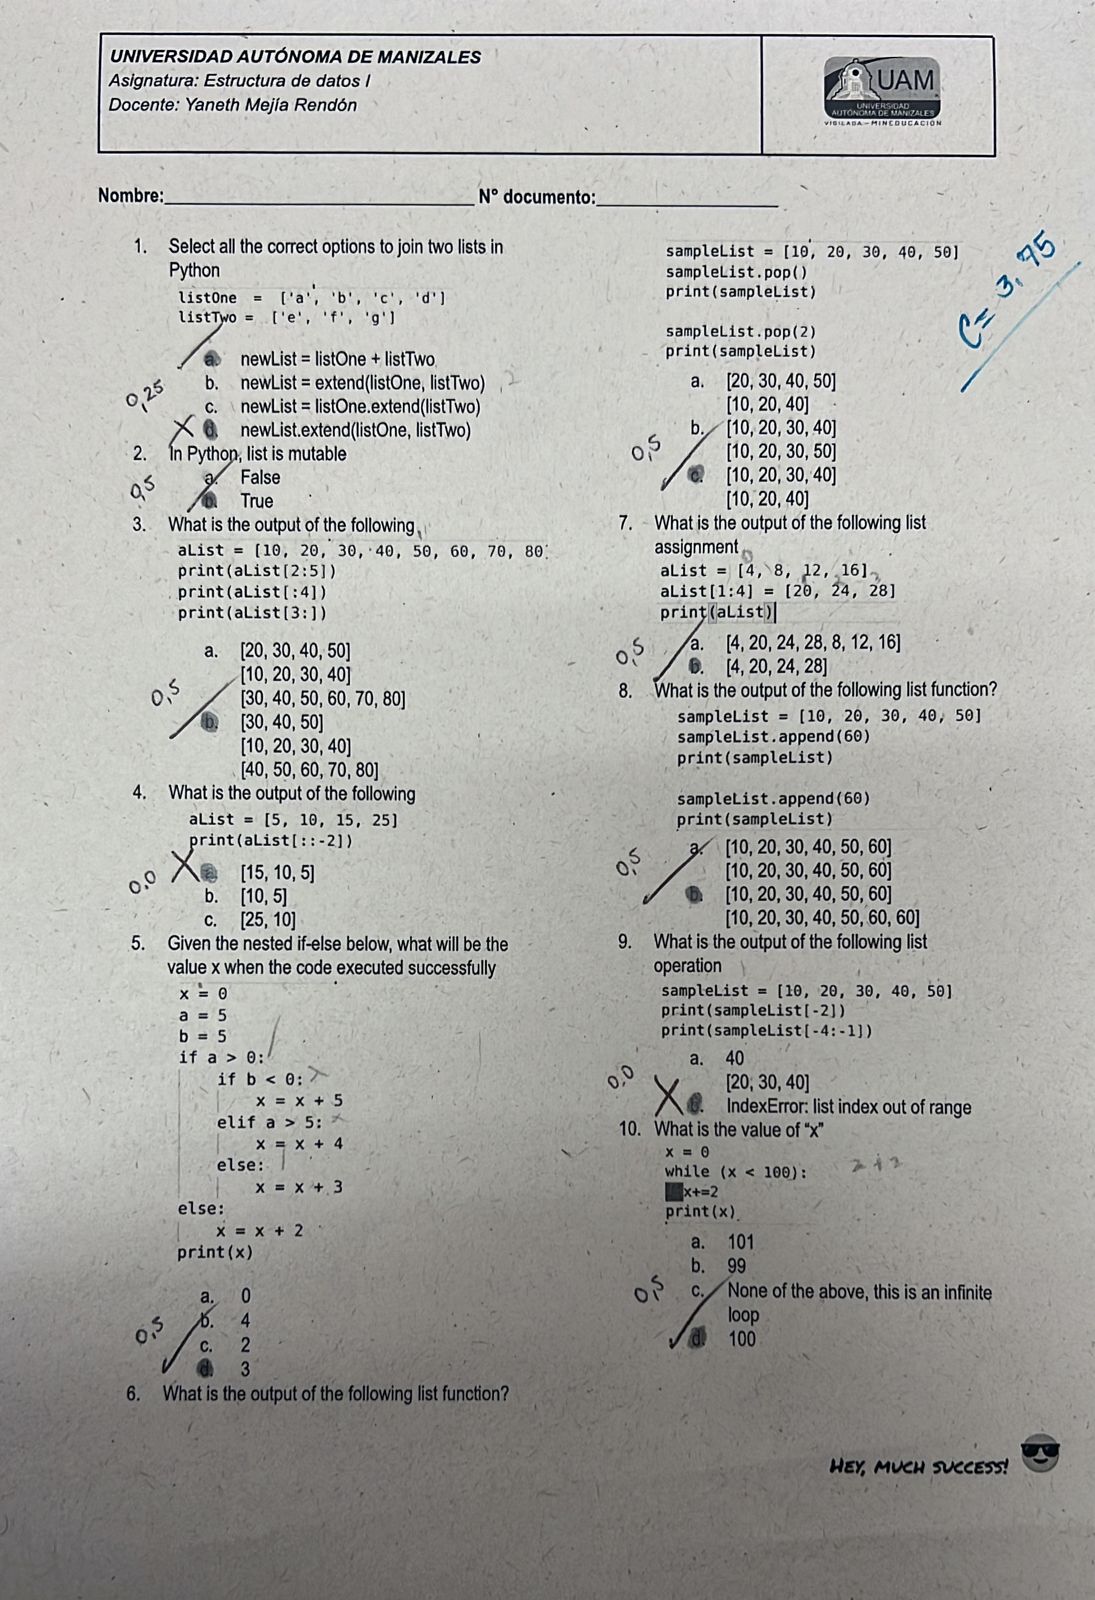 UNIVERSIDAD AUTÓNOMA DE MANIZALES
Asignatura: Estructura de datos I
Docente: Yaneth Mejía Rendón
UAM
UNIVERSIDAD
AUTÓNOMA DE MANIZALES
VIGILADA - MINEDUCACIÓN
Nombre: N° documento:
1. Select all the correct options to join two lists in
Python
listOne = ['a', 'b', 'c', 'd']
listTwo = ['e', 'f', 'g']
a. newList = listOne + listTwo
b. newList = extend(listOne, listTwo)
c. newList = listOne.extend(listTwo)
d. newList.extend(listOne, listTwo)
0,25
2. In Python, list is mutable
a. False
b. True
0,5
3. What is the output of the following
aList = [10, 20, 30, 40, 50, 60, 70, 80
print(aList[2:5])
print(aList[:4])
print(aList[3:])
a. [20, 30, 40, 50]
[10, 20, 30, 40]
[30, 40, 50, 60, 70, 80]
b. [30, 40, 50]
[10, 20, 30, 40]
[40, 50, 60, 70, 80]
0,5
4. What is the output of the following
aList = [5, 10, 15, 25]
print(aList[::-2])
a. [15, 10, 5]
b. [10, 5]
c. [25, 10]
0,0
5. Given the nested if-else below, what will be the
value x when the code executed successfully
x = 0
a = 5
b = 5
if a > 0:
if b < 0:
x = x + 5
elif a > 5:
x = x + 4
else:
x = x + 3
else:
x = x + 2
print(x)
a. 0
b. 4
c. 2
d. 3
0,5
6. What is the output of the following list function?
sampleList = [10, 20, 30, 40, 50]
sampleList.pop()
print(sampleList)
sampleList.pop(2)
print(sampleList)
C= 3.75
a. [20, 30, 40, 50]
[10, 20, 40]
b. [10, 20, 30, 40]
[10, 20, 30, 50]
c. [10, 20, 30, 40]
[10, 20, 40]
0,5
7. What is the output of the following list
assignment
aList = [4, 8, 12, 16]
aList[1:4] = [20, 24, 28]
print(aList)
a. [4, 20, 24, 28, 8, 12, 16]
b. [4, 20, 24, 28]
0,5
8. What is the output of the following list function?
sampleList = [10, 20, 30, 40, 50]
sampleList.append(60)
print(sampleList)
sampleList.append(60)
print(sampleList)
a. [10, 20, 30, 40, 50, 60]
[10, 20, 30, 40, 50, 60]
b. [10, 20, 30, 40, 50, 60]
[10, 20, 30, 40, 50, 60, 60]
0,5
9. What is the output of the following list
operation
sampleList = [10, 20, 30, 40, 50]
print(sampleList[-2])
print(sampleList[-4:-1])
a. 40
[20, 30, 40]
b. IndexError: list index out of range
0,0
10. What is the value of “x”
x = 0
while (x < 100):
x+=2
print(x)
a. 101
b. 99
c. None of the above, this is an infinite
loop
d. 100
0,5
HEY, MUCH SUCCESS!